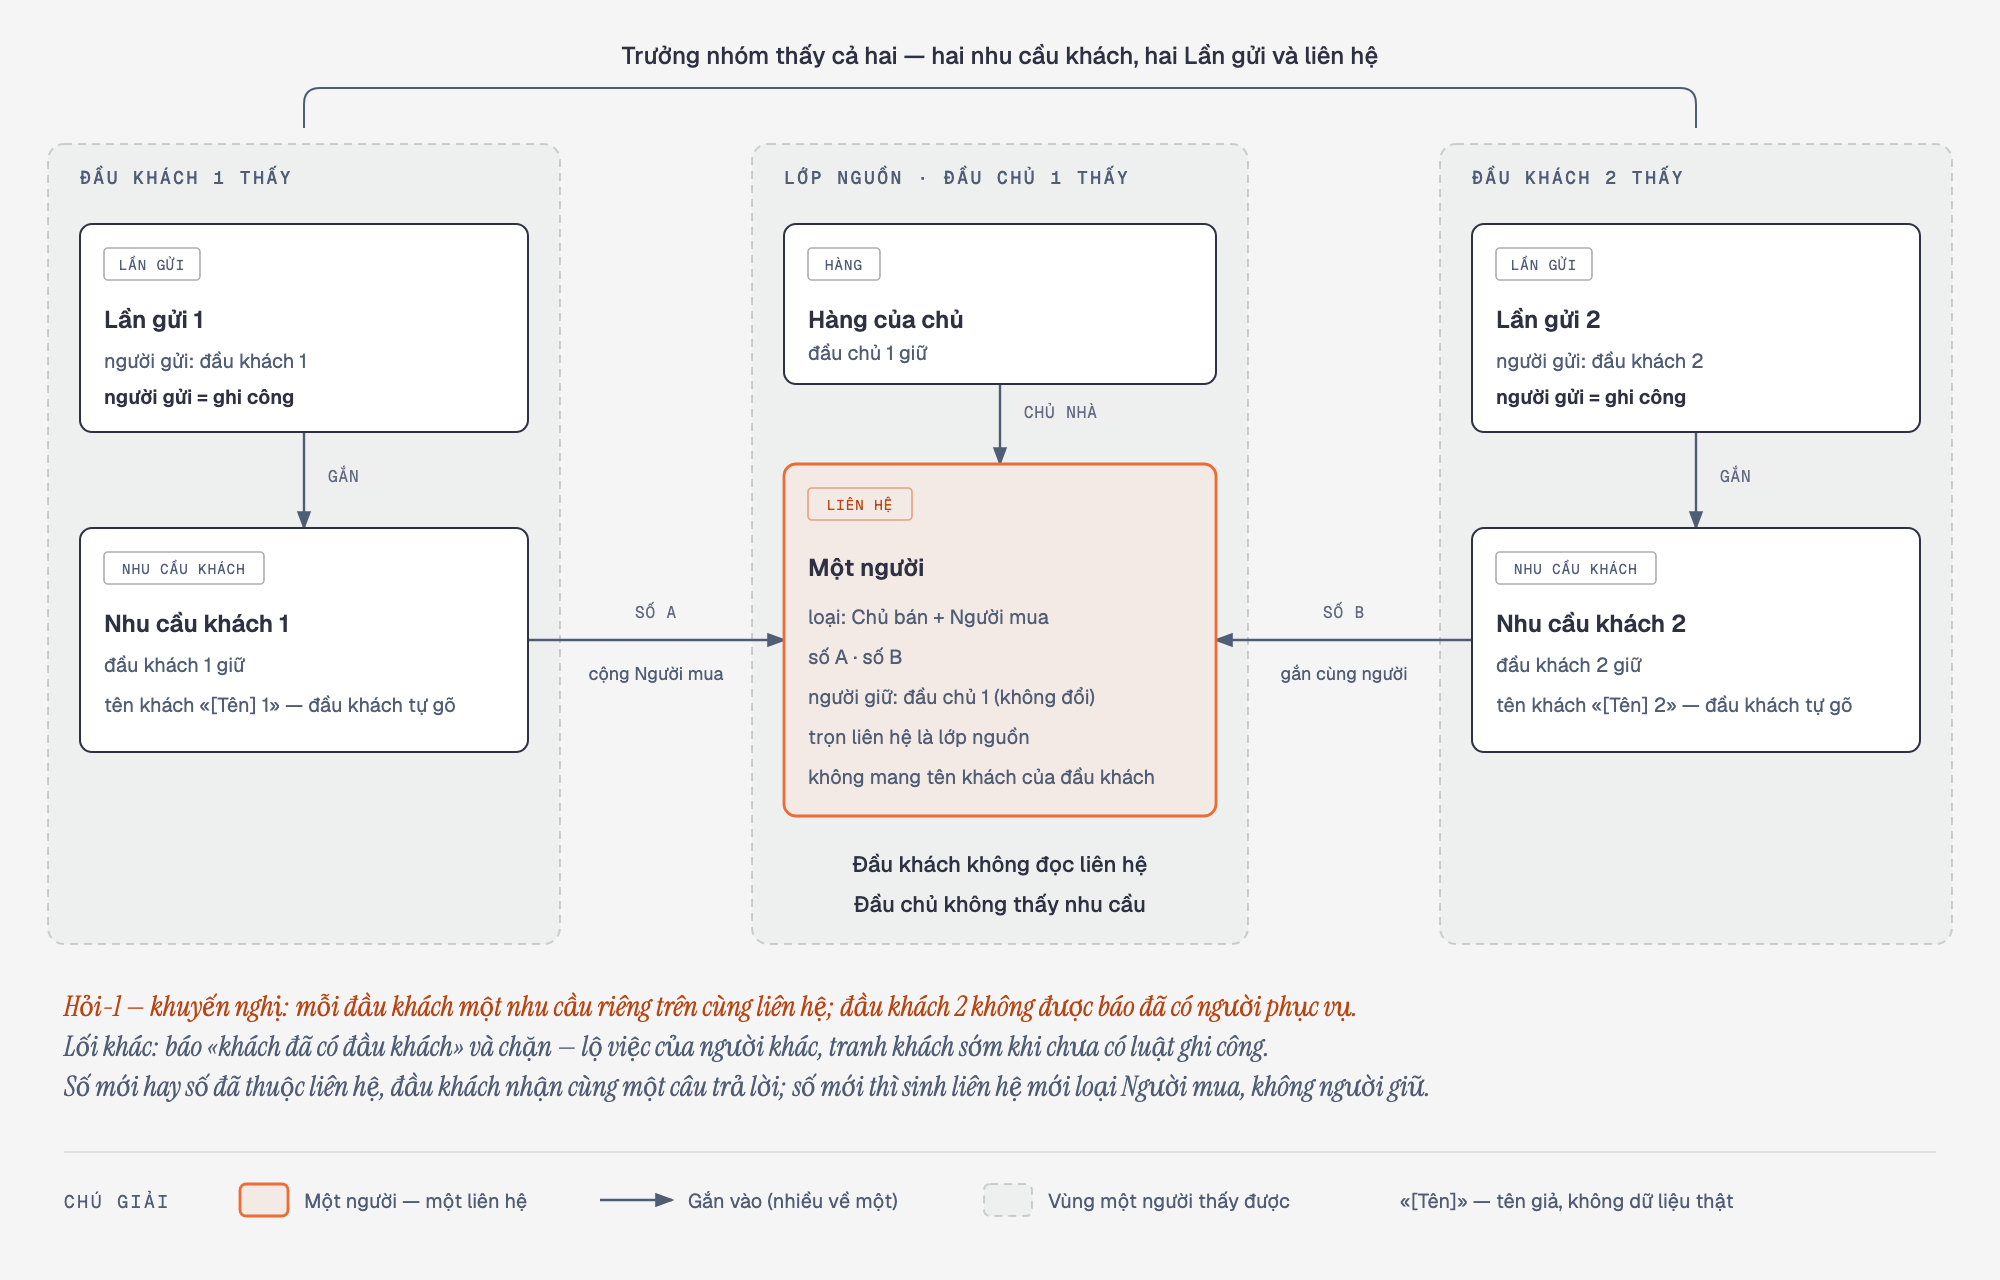 Trưởng nhóm thấy cả hai — hai nhu cầu khách, hai Lần gửi và liên hệ
ĐẦU KHÁCH 1 THẤY
LẦN GỬI
Lần gửi 1
người gửi: đầu khách 1
người gửi = ghi công
GẮN
NHU CẦU KHÁCH
Nhu cầu khách 1
đầu khách 1 giữ
tên khách «[Tên] 1» — đầu khách tự gõ
SỐ A
cộng Người mua
LỚP NGUỒN · ĐẦU CHỦ 1 THẤY
HÀNG
Hàng của chủ
đầu chủ 1 giữ
CHỦ NHÀ
LIÊN HỆ
Một người
loại: Chủ bán + Người mua
số A · số B
người giữ: đầu chủ 1 (không đổi)
trọn liên hệ là lớp nguồn
không mang tên khách của đầu khách
Đầu khách không đọc liên hệ
Đầu chủ không thấy nhu cầu
SỐ B
gắn cùng người
ĐẦU KHÁCH 2 THẤY
LẦN GỬI
Lần gửi 2
người gửi: đầu khách 2
người gửi = ghi công
GẮN
NHU CẦU KHÁCH
Nhu cầu khách 2
đầu khách 2 giữ
tên khách «[Tên] 2» — đầu khách tự gõ
Hỏi-1 — khuyến nghị: mỗi đầu khách một nhu cầu riêng trên cùng liên hệ; đầu khách 2 không được báo đã có người phục vụ.
Lối khác: báo «khách đã có đầu khách» và chặn — lộ việc của người khác, tranh khách sớm khi chưa có luật ghi công.
Số mới hay số đã thuộc liên hệ, đầu khách nhận cùng một câu trả lời; số mới thì sinh liên hệ mới loại Người mua, không người giữ.
CHÚ GIẢI
Một người — một liên hệ
Gắn vào (nhiều về một)
Vùng một người thấy được
«[Tên]» — tên giả, không dữ liệu thật